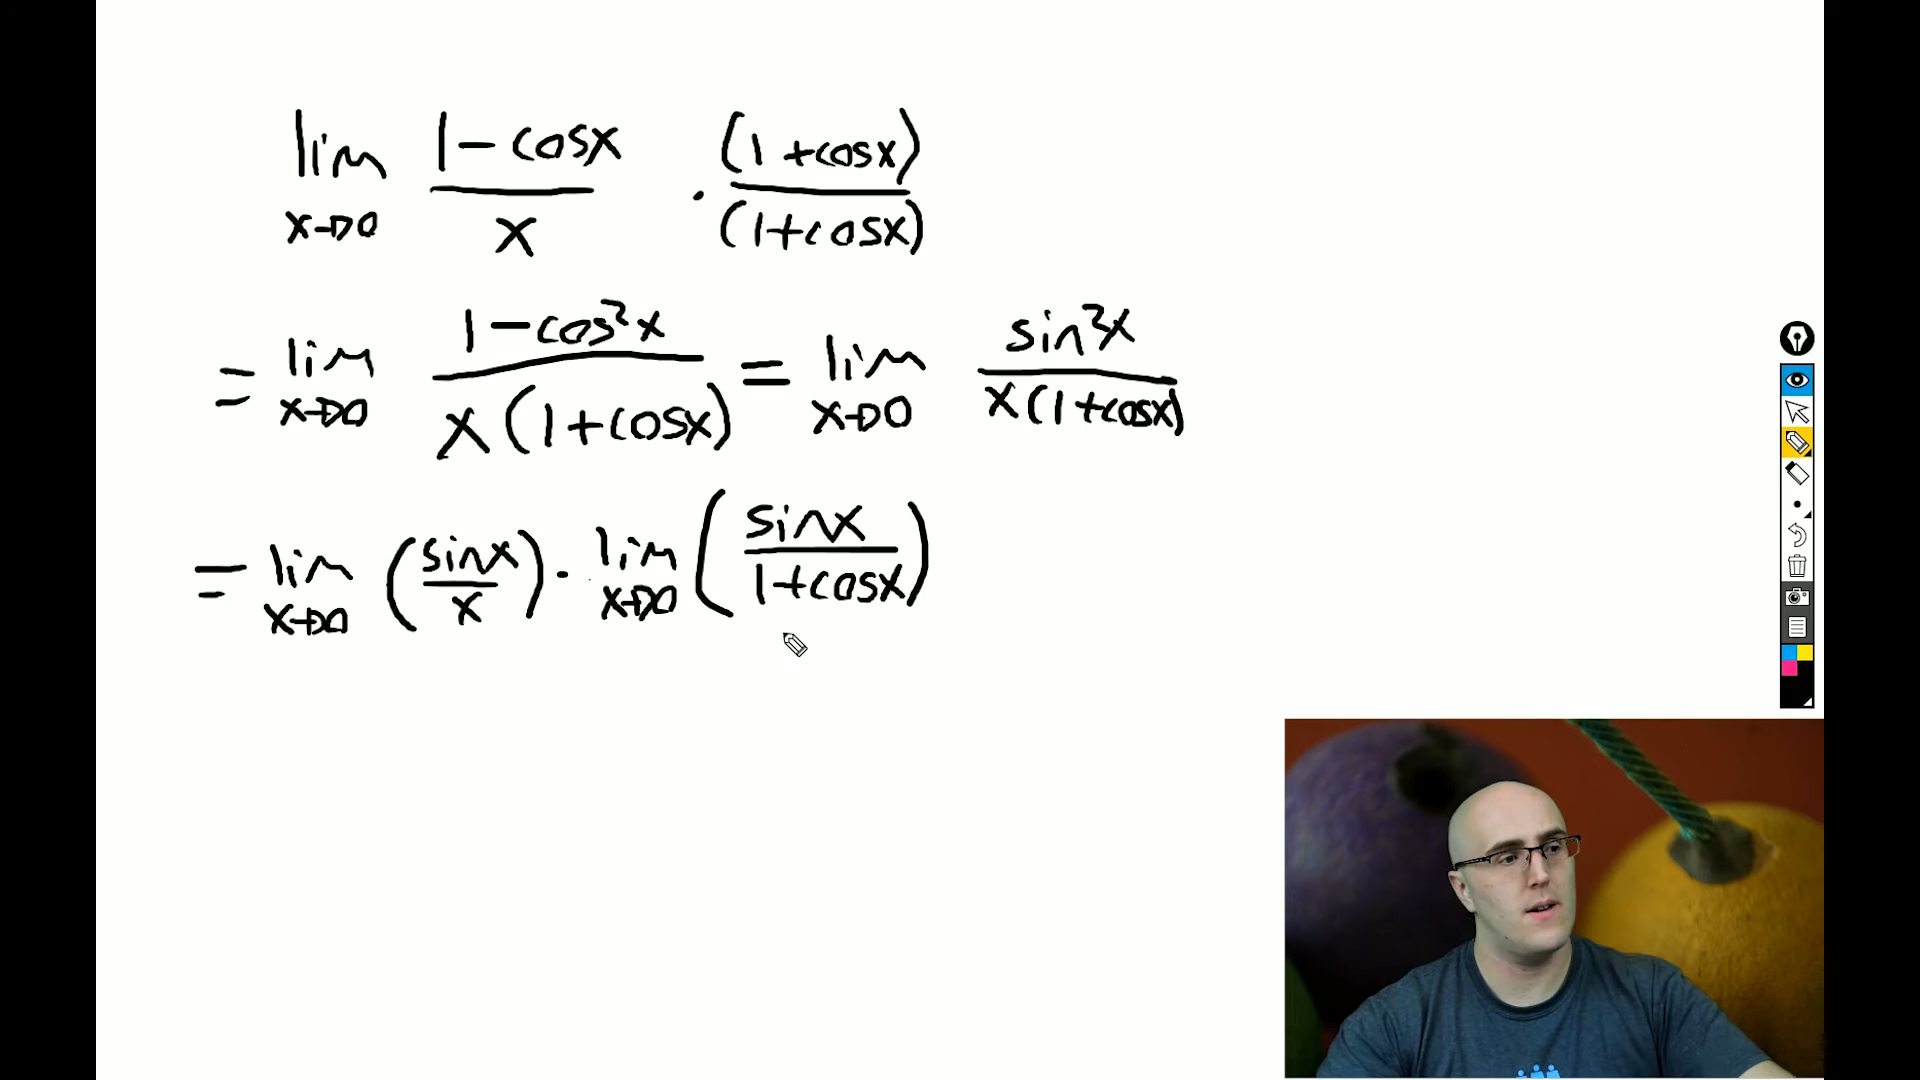 lim x→0 1-cosx / x · (1+cosx) / (1+cosx)
= lim x→0 1-cos²x / x(1+cosx) = lim x→0 sin²x / x(1+cosx)
= lim x→0 (sinx / x) · lim x→0 (sinx / 1+cosx)